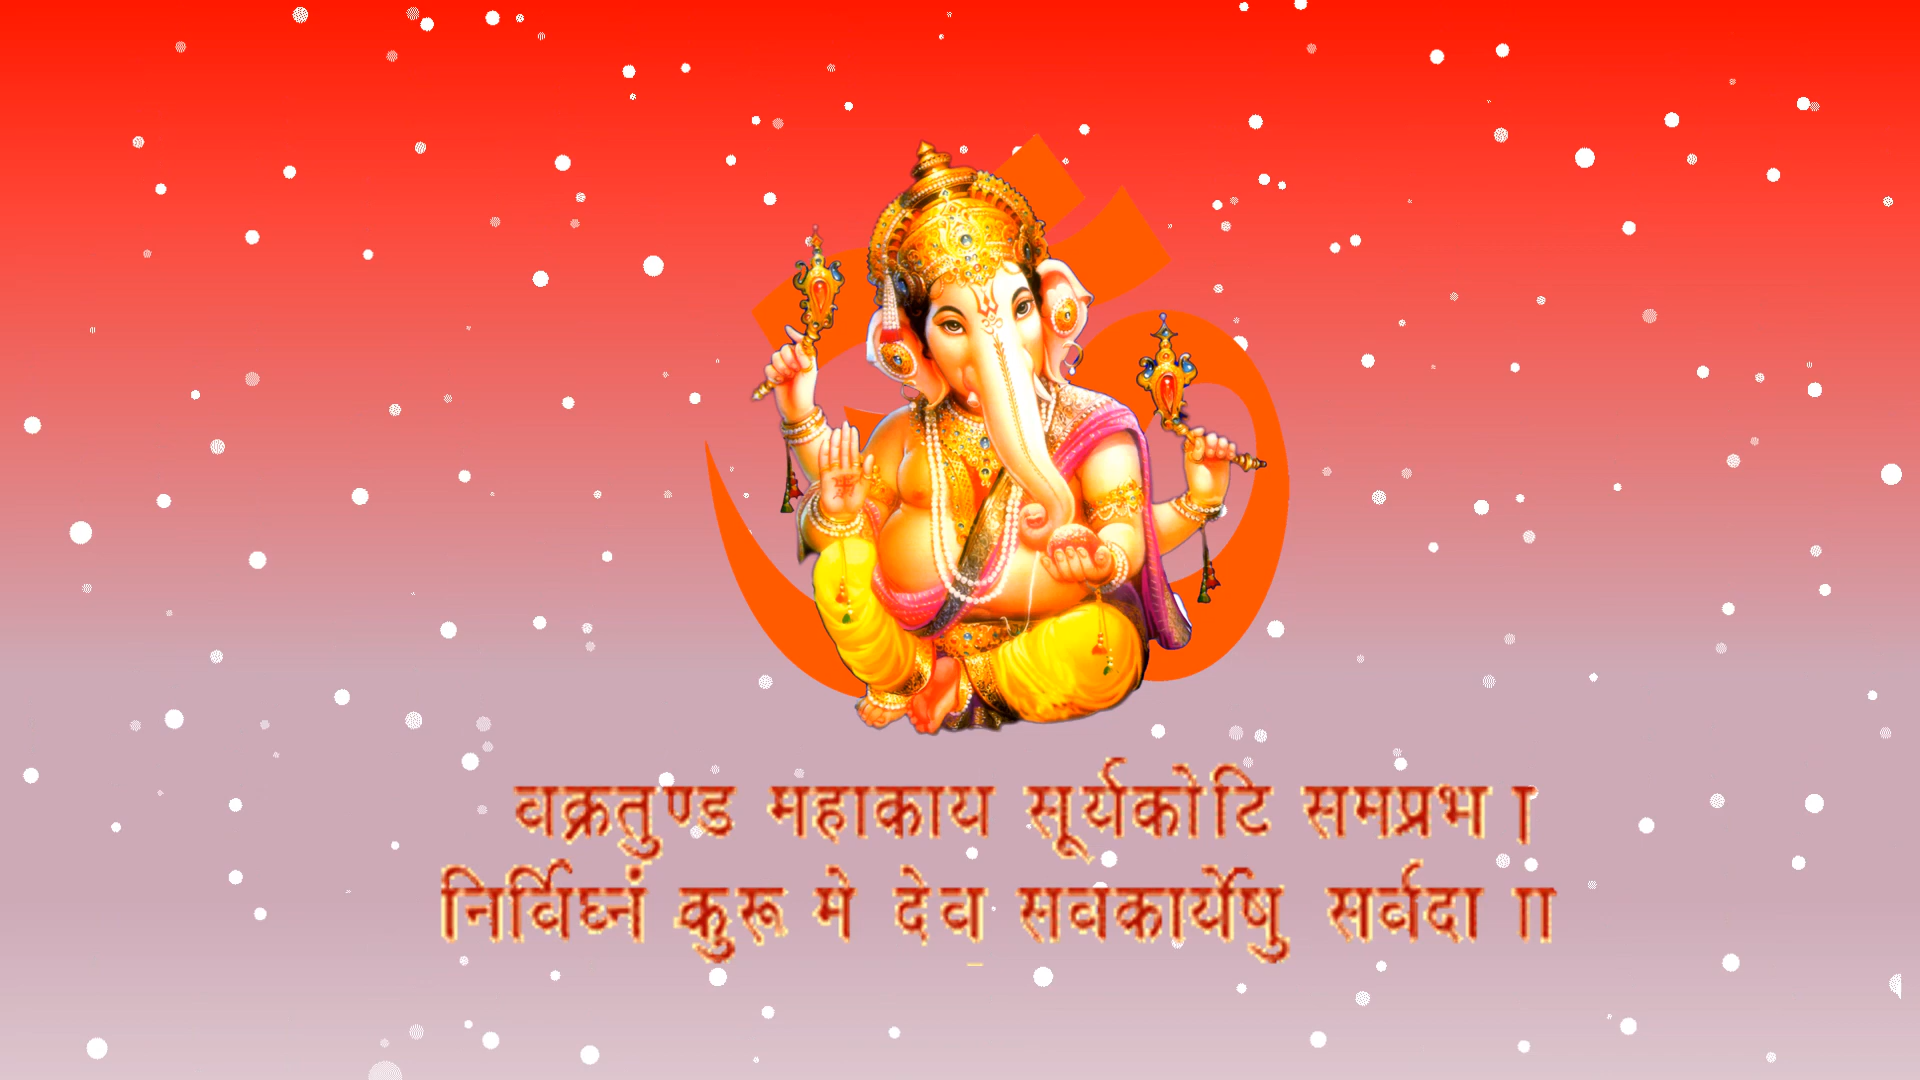 वक्रतुण्ड महाकाय सूर्यकोटि समप्रभ |
निर्विघ्नं कुरू मे देव सवकार्येषु सर्वदा ॥